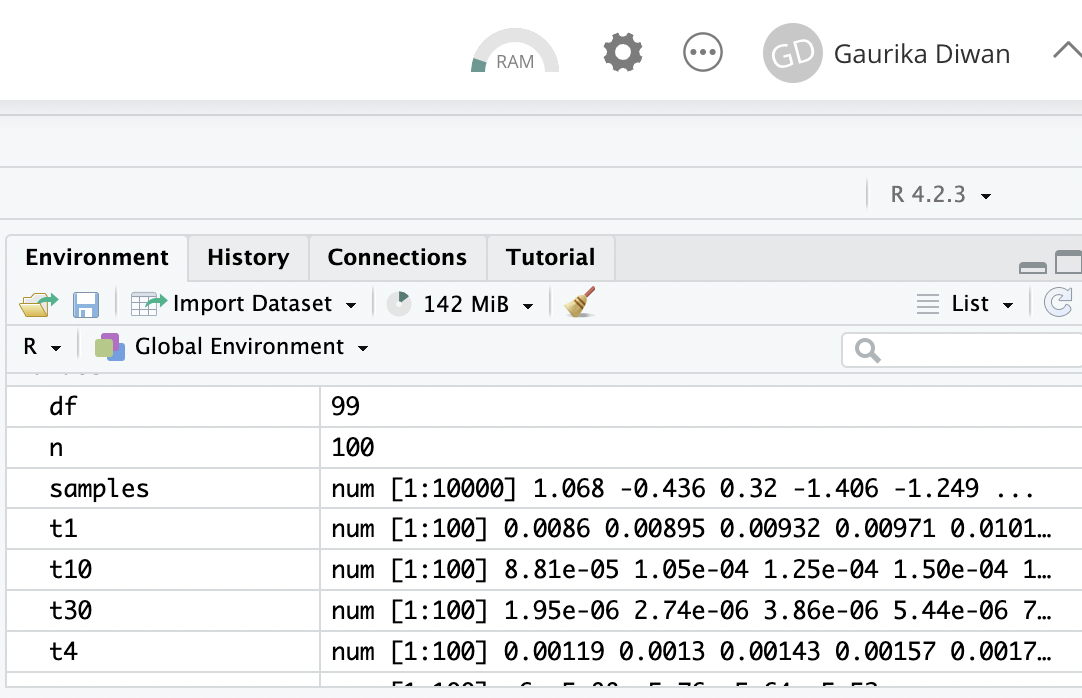 RAM
GD Gaurika Diwan
R 4.2.3
Environment History Connections Tutorial
Import Dataset 142 MiB List
R Global Environment
df 99
n 100
samples num [1:10000] 1.068 -0.436 0.32 -1.406 -1.249 ...
t1 num [1:100] 0.0086 0.00895 0.00932 0.00971 0.0101…
t10 num [1:100] 8.81e-05 1.05e-04 1.25e-04 1.50e-04 1…
t30 num [1:100] 1.95e-06 2.74e-06 3.86e-06 5.44e-06 7…
t4 num [1:100] 0.00119 0.0013 0.00143 0.00157 0.0017…